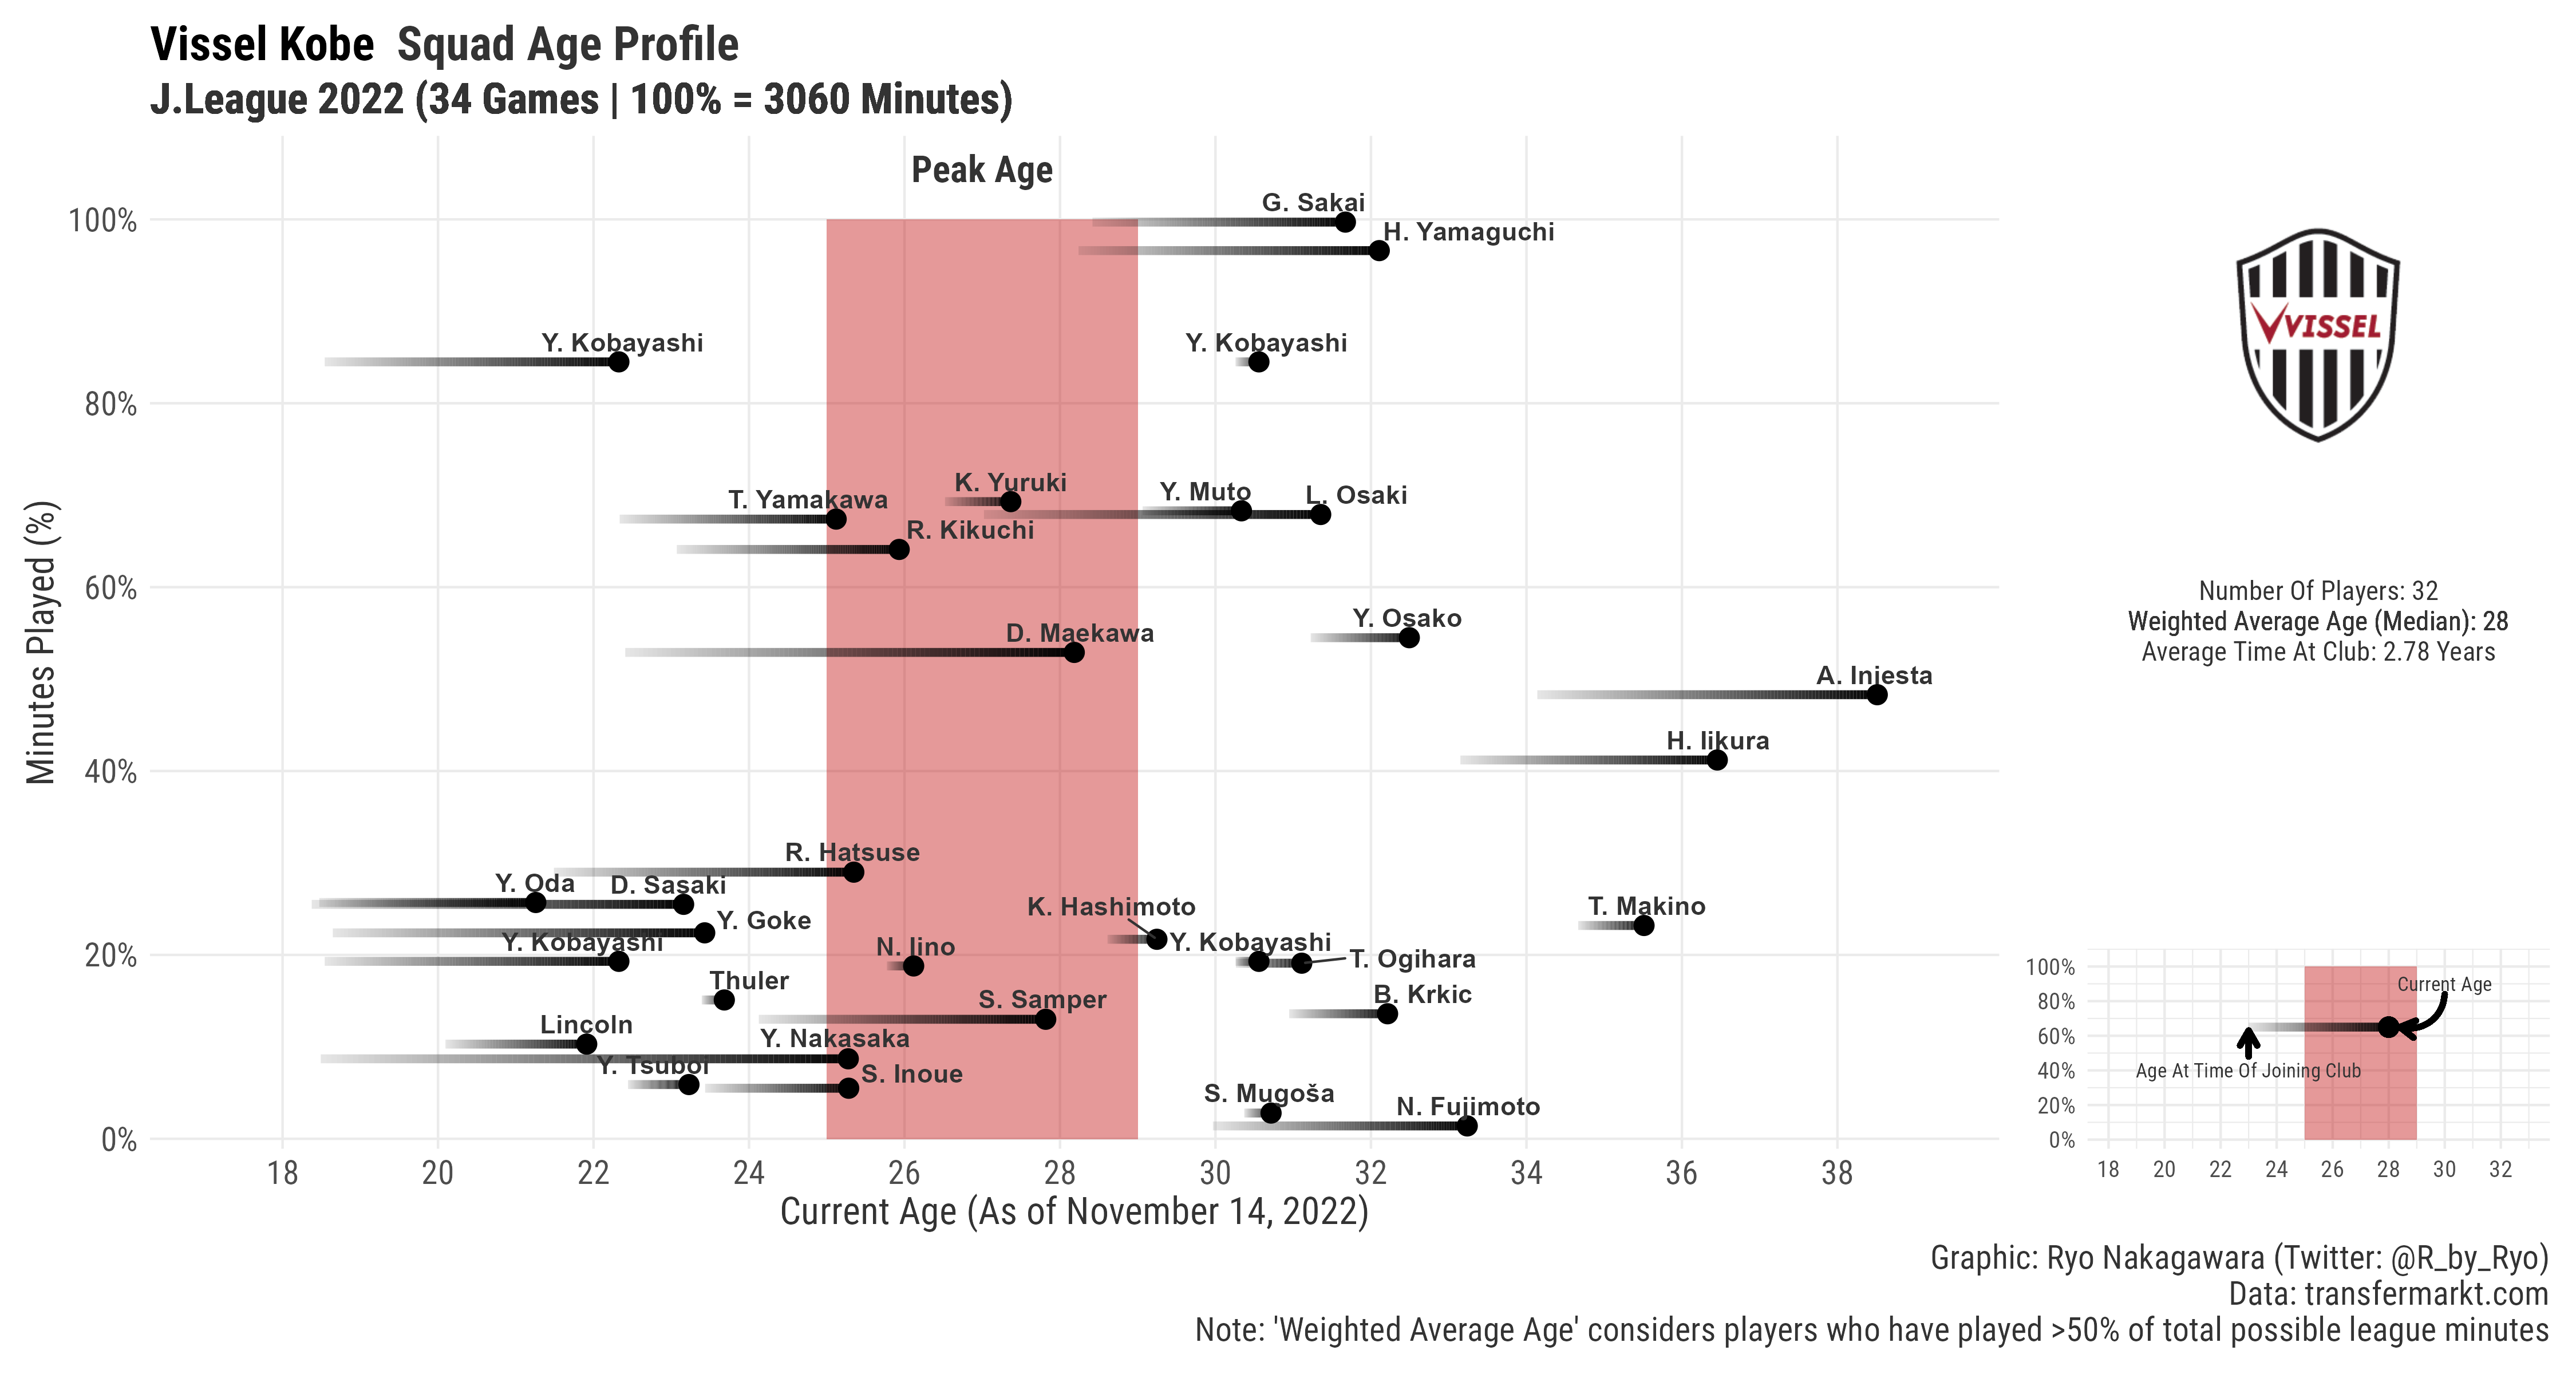 Vissel Kobe Squad Age Profile
J.League 2022 (34 Games | 100% = 3060 Minutes)
Peak Age
G. Sakai
H. Yamaguchi
Y. Kobayashi
Y. Kobayashi
K. Yuruki
Y. Muto
L. Osaki
T. Yamakawa
R. Kikuchi
Y. Osako
D. Maekawa
A. Iniesta
H. Iikura
R. Hatsuse
Y. Oda
D. Sasaki
K. Hashimoto
T. Makino
Y. Goke
Y. Kobayashi
N. Iino
Y. Kobayashi
T. Ogihara
Thuler
S. Samper
B. Krkic
Lincoln
Y. Nakasaka
Y. Tsuboi
S. Inoue
S. Mugoša
N. Fujimoto
100%
80%
60%
40%
20%
0%
Minutes Played (%)
18 20 22 24 26 28 30 32 34 36 38
Current Age (As of November 14, 2022)
VISSEL
Number Of Players: 32
Weighted Average Age (Median): 28
Average Time At Club: 2.78 Years
100%
80%
60%
40%
20%
0%
Current Age
Age At Time Of Joining Club
18 20 22 24 26 28 30 32
Graphic: Ryo Nakagawara (Twitter: @R_by_Ryo)
Data: transfermarkt.com
Note: 'Weighted Average Age' considers players who have played >50% of total possible league minutes